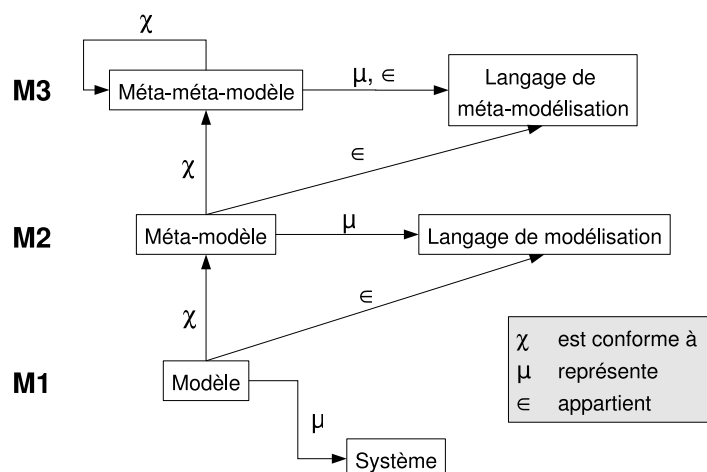 χ
M3
Méta-méta-modèle
μ, ∈
Langage de
méta-modélisation
χ
∈
M2
Méta-modèle
μ
Langage de modélisation
χ
∈
M1
Modèle
μ
Système
χ est conforme à
μ représente
∈ appartient